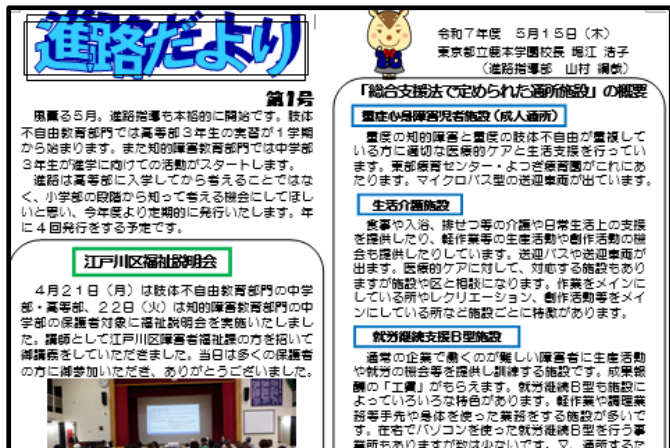 進路だより
第1号
風薫る5月。進路指導も本格的に開始です。肢体
不自由教育部門では高等部3年生の実習が1学期
から始まります。また知的障害教育部門では中学部
3年生が進学に向けての活動がスタートします。
進路は高等部に入学してから考えることではな
く、小学部の段階から知って考える機会にしてほし
いと思い、今年度より定期的に発行いたします。年
に4回発行をする予定です。
江戸川区福祉説明会
4月21日（月）は肢体不自由教育部門の中学
部・高等部、22日（火）は知的障害教育部門の中
学部の保護者対象に福祉説明会を実施いたしまし
た。講師として江戸川区障害者福祉課の方を招いて
御講義をしていただきました。当日は多くの保護者
の方に御参加いただき、ありがとうございました。
令和7年度 5月15日（木）
東京都立鹿本学園校長 堀江 浩子
（進路指導部 山村
「総合支援法で定められた通所施設」の概要
重症心身障害児者施設（成人通所）
重度の知的障害と重度の肢体不自由が重複して
いる方に適切な医療的ケアと生活支援を行ってい
ます。東部療育センター・よつぎ療育園がこれにあ
たります。マイクロバス型の送迎車両が出ています。
生活介護施設
食事や入浴、排せつ等の介護や日常生活上の支援
を提供したり、軽作業等の生産活動や創作活動の機
会も提供したりしています。送迎バスや送迎車両が
出ます。医療的ケアに対して、対応する施設もあり
ますが施設や区と相談になります。作業をメインに
している所やレクリエーション、創作活動等をメイ
ンにしている所など施設ごとに特徴があります。
就労継続支援B型施設
通常の企業で働くのが難しい障害者に生産活動
や就労の機会等を提供し訓練する施設です。成果報
酬の「工賃」がもらえます。就労継続B型も施設に
よっていろいろな特色があります。軽作業や調理業
務等手先や身体を使った業務をする施設が多いで
す。在宅でパソコンを使った就労継続B型を行う事
業所もありますが数は少ないです。又、通所するた